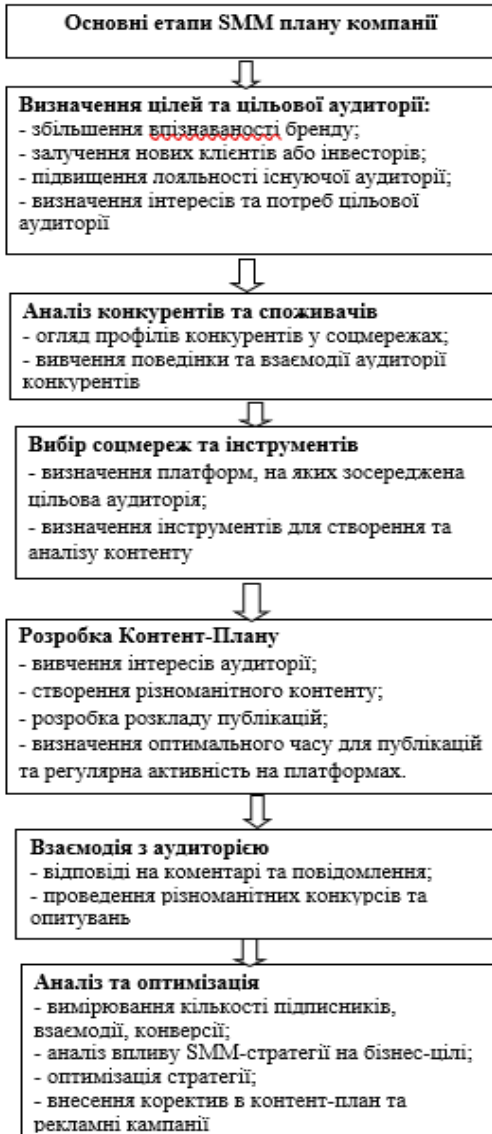 Основні етапи SMM плану компанії
Визначення цілей та цільової аудиторії:
- збільшення впізнаваності бренду;
- залучення нових клієнтів або інвесторів;
- підвищення лояльності існуючої аудиторії;
- визначення інтересів та потреб цільової
аудиторії
Аналіз конкурентів та споживачів
- огляд профілів конкурентів у соцмережах;
- вивчення поведінки та взаємодії аудиторії
конкурентів
Вибір соцмереж та інструментів
- визначення платформ, на яких зосереджена
цільова аудиторія;
- визначення інструментів для створення та
аналізу контенту
Розробка Контент-Плану
- вивчення інтересів аудиторії;
- створення різноманітного контенту;
- розробка розкладу публікацій;
- визначення оптимального часу для публікацій
та регулярна активність на платформах.
Взаємодія з аудиторією
- відповіді на коментарі та повідомлення;
- проведення різноманітних конкурсів та
опитувань
Аналіз та оптимізація
- вимірювання кількості підписників,
взаємодії, конверсії;
- аналіз впливу SMM-стратегії на бізнес-цілі;
- оптимізація стратегії;
- внесення коректив в контент-план та
рекламні кампанії